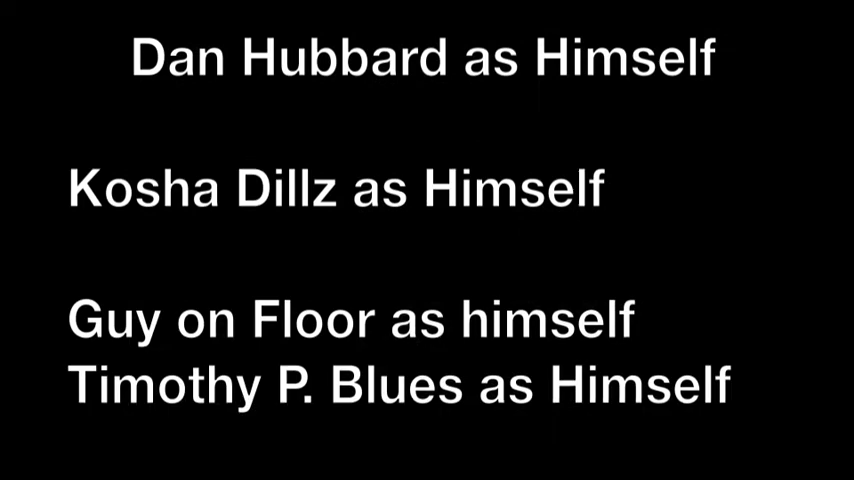 Dan Hubbard as Himself
Kosha Dillz as Himself
Guy on Floor as himself
Timothy P. Blues as Himself